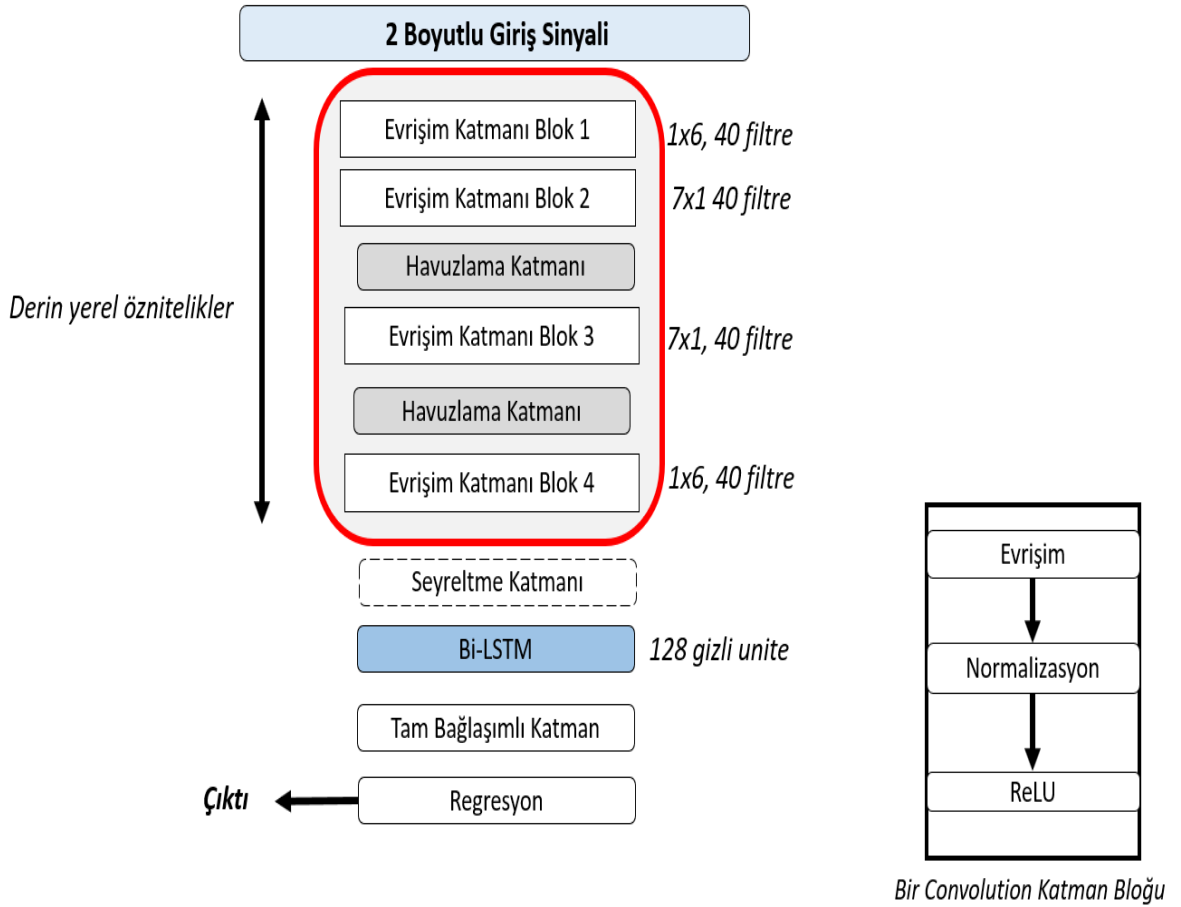 2 Boyutlu Giriş Sinyali
Evrişim Katmanı Blok 1
1x6, 40 filtre
Evrişim Katmanı Blok 2
7x1 40 filtre
Havuzlama Katmanı
Derin yerel öznitelikler
Evrişim Katmanı Blok 3
7x1, 40 filtre
Havuzlama Katmanı
Evrişim Katmanı Blok 4
1x6, 40 filtre
Seyreltme Katmanı
Bi-LSTM
128 gizli unite
Tam Bağlaşımlı Katman
Regresyon
Çıktı
Evrişim
Normalizasyon
ReLU
Bir Convolution Katman Bloğu